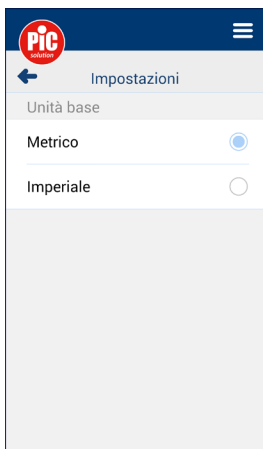 PiC
solution
Impostazioni
Unità base
Metrico
Imperiale